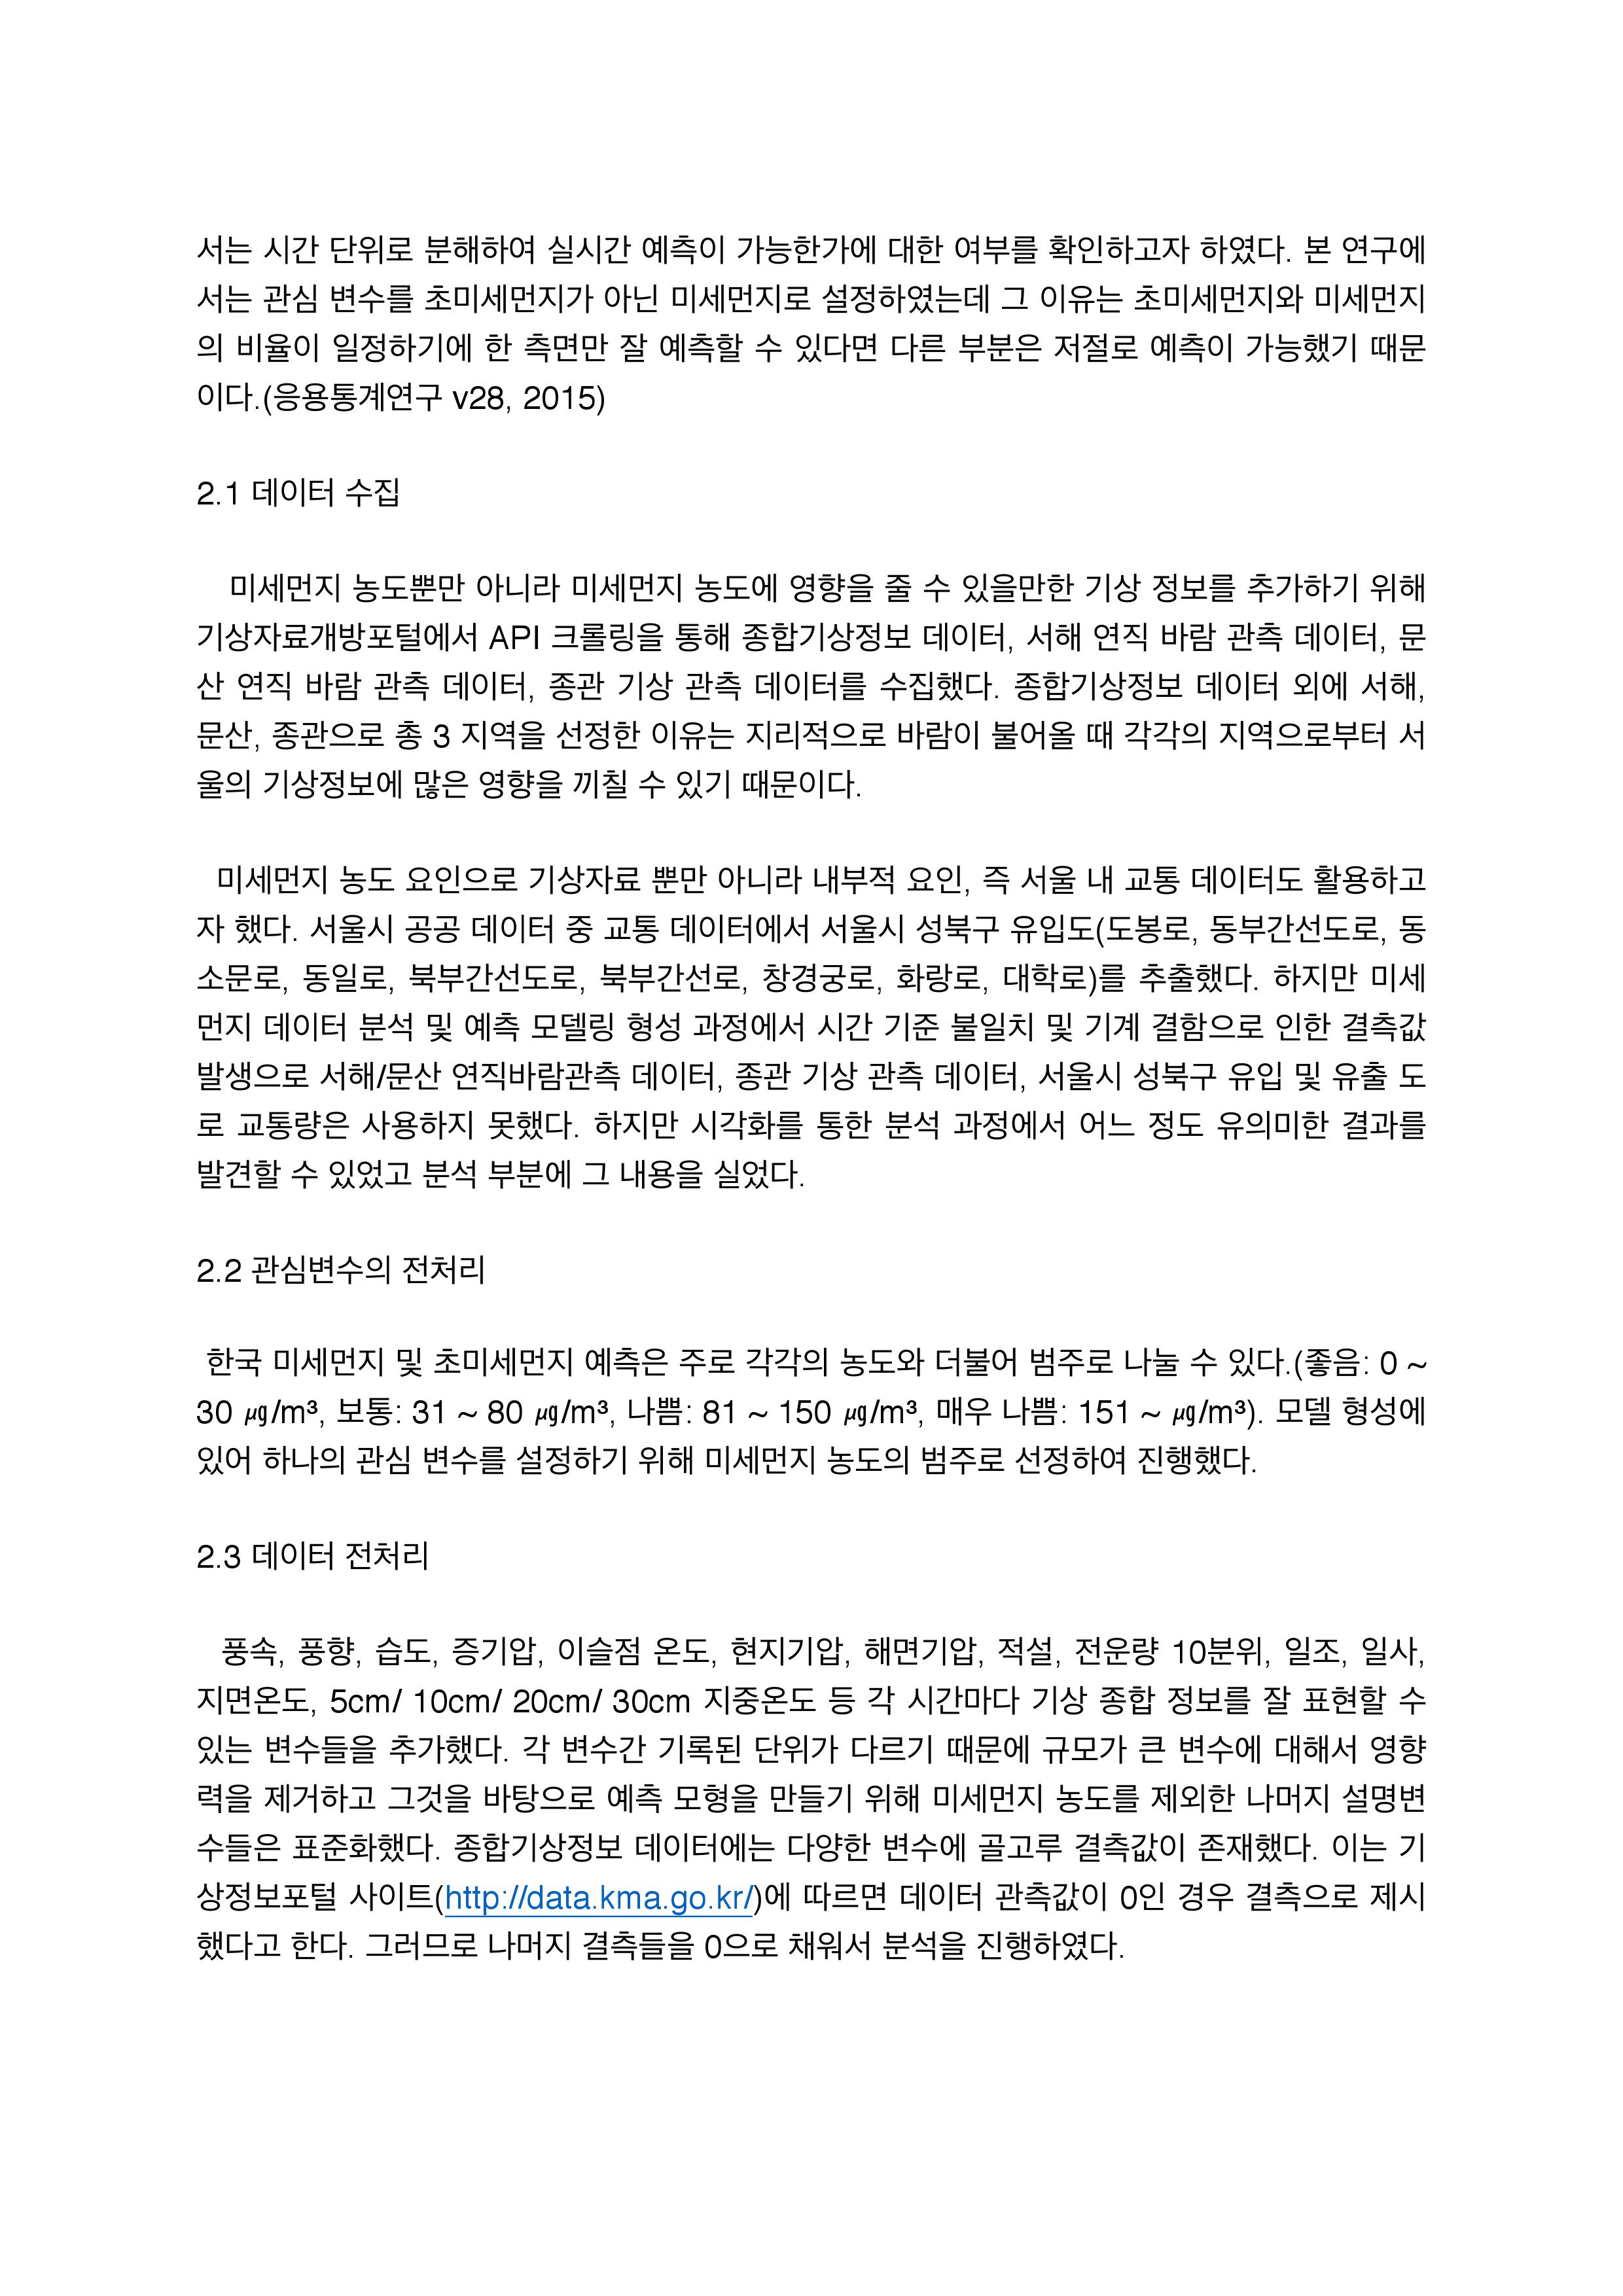 서는 시간 단위로 분해하여 실시간 예측이 가능한가에 대한 여부를 확인하고자 하였다. 본 연구에
서는 관심 변수를 초미세먼지가 아닌 미세먼지로 설정하였는데 그 이유는 초미세먼지와 미세먼지
의 비율이 일정하기에 한 측면만 잘 예측할 수 있다면 다른 부분은 저절로 예측이 가능했기 때문
이다.(응용통계연구 v28, 2015)
2.1 데이터 수집
미세먼지 농도뿐만 아니라 미세먼지 농도에 영향을 줄 수 있을만한 기상 정보를 추가하기 위해
기상자료개방포털에서 API 크롤링을 통해 종합기상정보 데이터, 서해 연직 바람 관측 데이터, 문
산 연직 바람 관측 데이터, 종관 기상 관측 데이터를 수집했다. 종합기상정보 데이터 외에 서해,
문산, 종관으로 총 3 지역을 선정한 이유는 지리적으로 바람이 불어올 때 각각의 지역으로부터 서
울의 기상정보에 많은 영향을 끼칠 수 있기 때문이다.
미세먼지 농도 요인으로 기상자료 뿐만 아니라 내부적 요인, 즉 서울 내 교통 데이터도 활용하고
자 했다. 서울시 공공 데이터 중 교통 데이터에서 서울시 성북구 유입도(도봉로, 동부간선도로, 동
소문로, 동일로, 북부간선도로, 북부간선로, 창경궁로, 화랑로, 대학로)를 추출했다. 하지만 미세
먼지 데이터 분석 및 예측 모델링 형성 과정에서 시간 기준 불일치 및 기계 결함으로 인한 결측값
발생으로 서해/문산 연직바람관측 데이터, 종관 기상 관측 데이터, 서울시 성북구 유입 및 유출 도
로 교통량은 사용하지 못했다. 하지만 시각화를 통한 분석 과정에서 어느 정도 유의미한 결과를
발견할 수 있었고 분석 부분에 그 내용을 실었다.
2.2 관심변수의 전처리
한국 미세먼지 및 초미세먼지 예측은 주로 각각의 농도와 더불어 범주로 나눌 수 있다.(좋음: 0 ~
30 ㎍/m³, 보통: 31 ~ 80 ㎍/m³, 나쁨: 81 ~ 150 ㎍/m³, 매우 나쁨: 151 ~ ㎍/m³). 모델 형성에
있어 하나의 관심 변수를 설정하기 위해 미세먼지 농도의 범주로 선정하여 진행했다.
2.3 데이터 전처리
풍속, 풍향, 습도, 증기압, 이슬점 온도, 현지기압, 해면기압, 적설, 전운량 10분위, 일조, 일사,
지면온도, 5cm/ 10cm/ 20cm/ 30cm 지중온도 등 각 시간마다 기상 종합 정보를 잘 표현할 수
있는 변수들을 추가했다. 각 변수간 기록된 단위가 다르기 때문에 규모가 큰 변수에 대해서 영향
력을 제거하고 그것을 바탕으로 예측 모형을 만들기 위해 미세먼지 농도를 제외한 나머지 설명변
수들은 표준화했다. 종합기상정보 데이터에는 다양한 변수에 골고루 결측값이 존재했다. 이는 기
상정보포털 사이트(http://data.kma.go.kr/)에 따르면 데이터 관측값이 0인 경우 결측으로 제시
했다고 한다. 그러므로 나머지 결측들을 0으로 채워서 분석을 진행하였다.